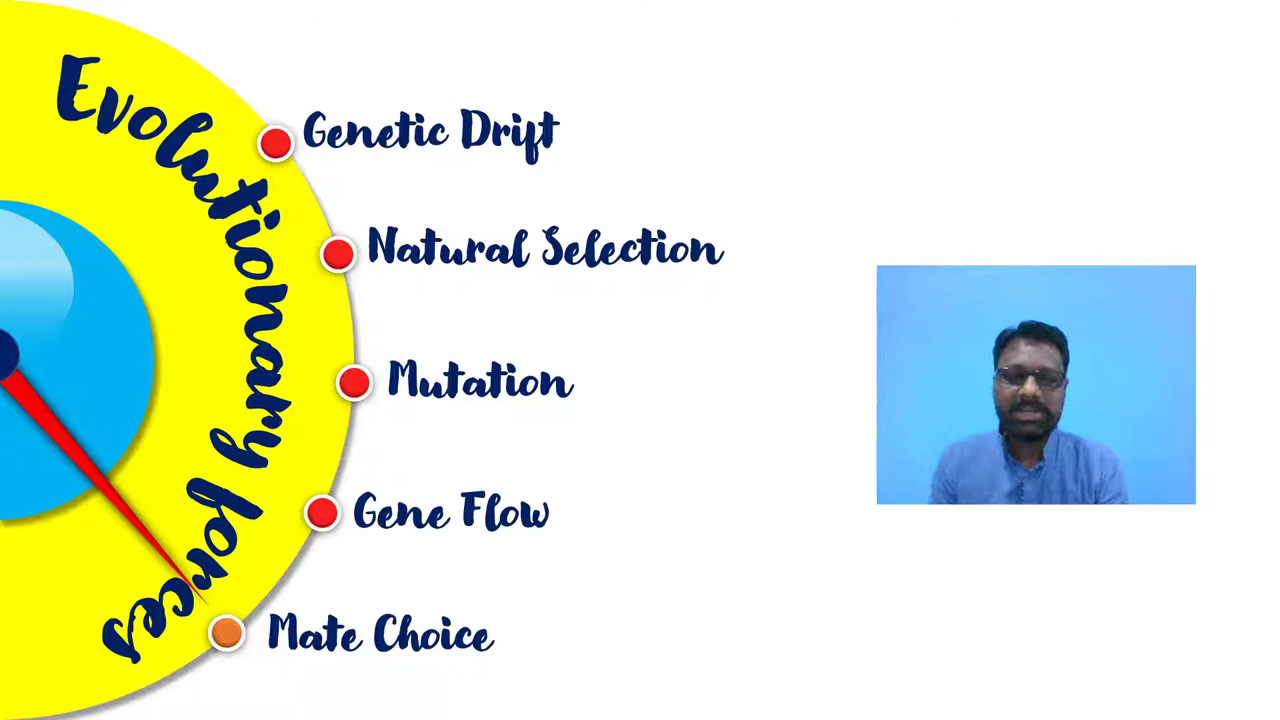 Evolutionary forces
Genetic Drift
Natural Selection
Mutation
Gene Flow
Mate Choice